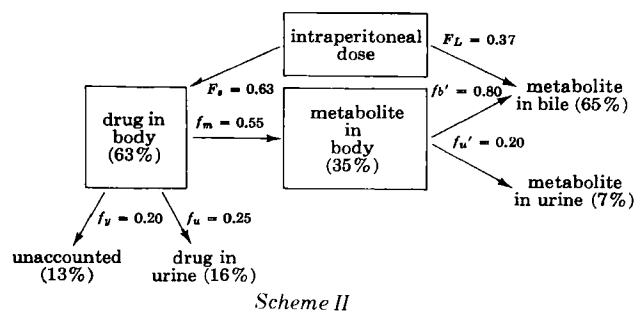 intraperitoneal
dose
F_L = 0.37
F_s = 0.63
drug in
body
(63%)
f_m = 0.55
metabolite
in
body
(35%)
f_b' = 0.80
metabolite
in bile (65%)
f_u' = 0.20
metabolite
in urine (7%)
f_y = 0.20
f_u = 0.25
unaccounted
(13%)
drug in
urine (16%)
Scheme II